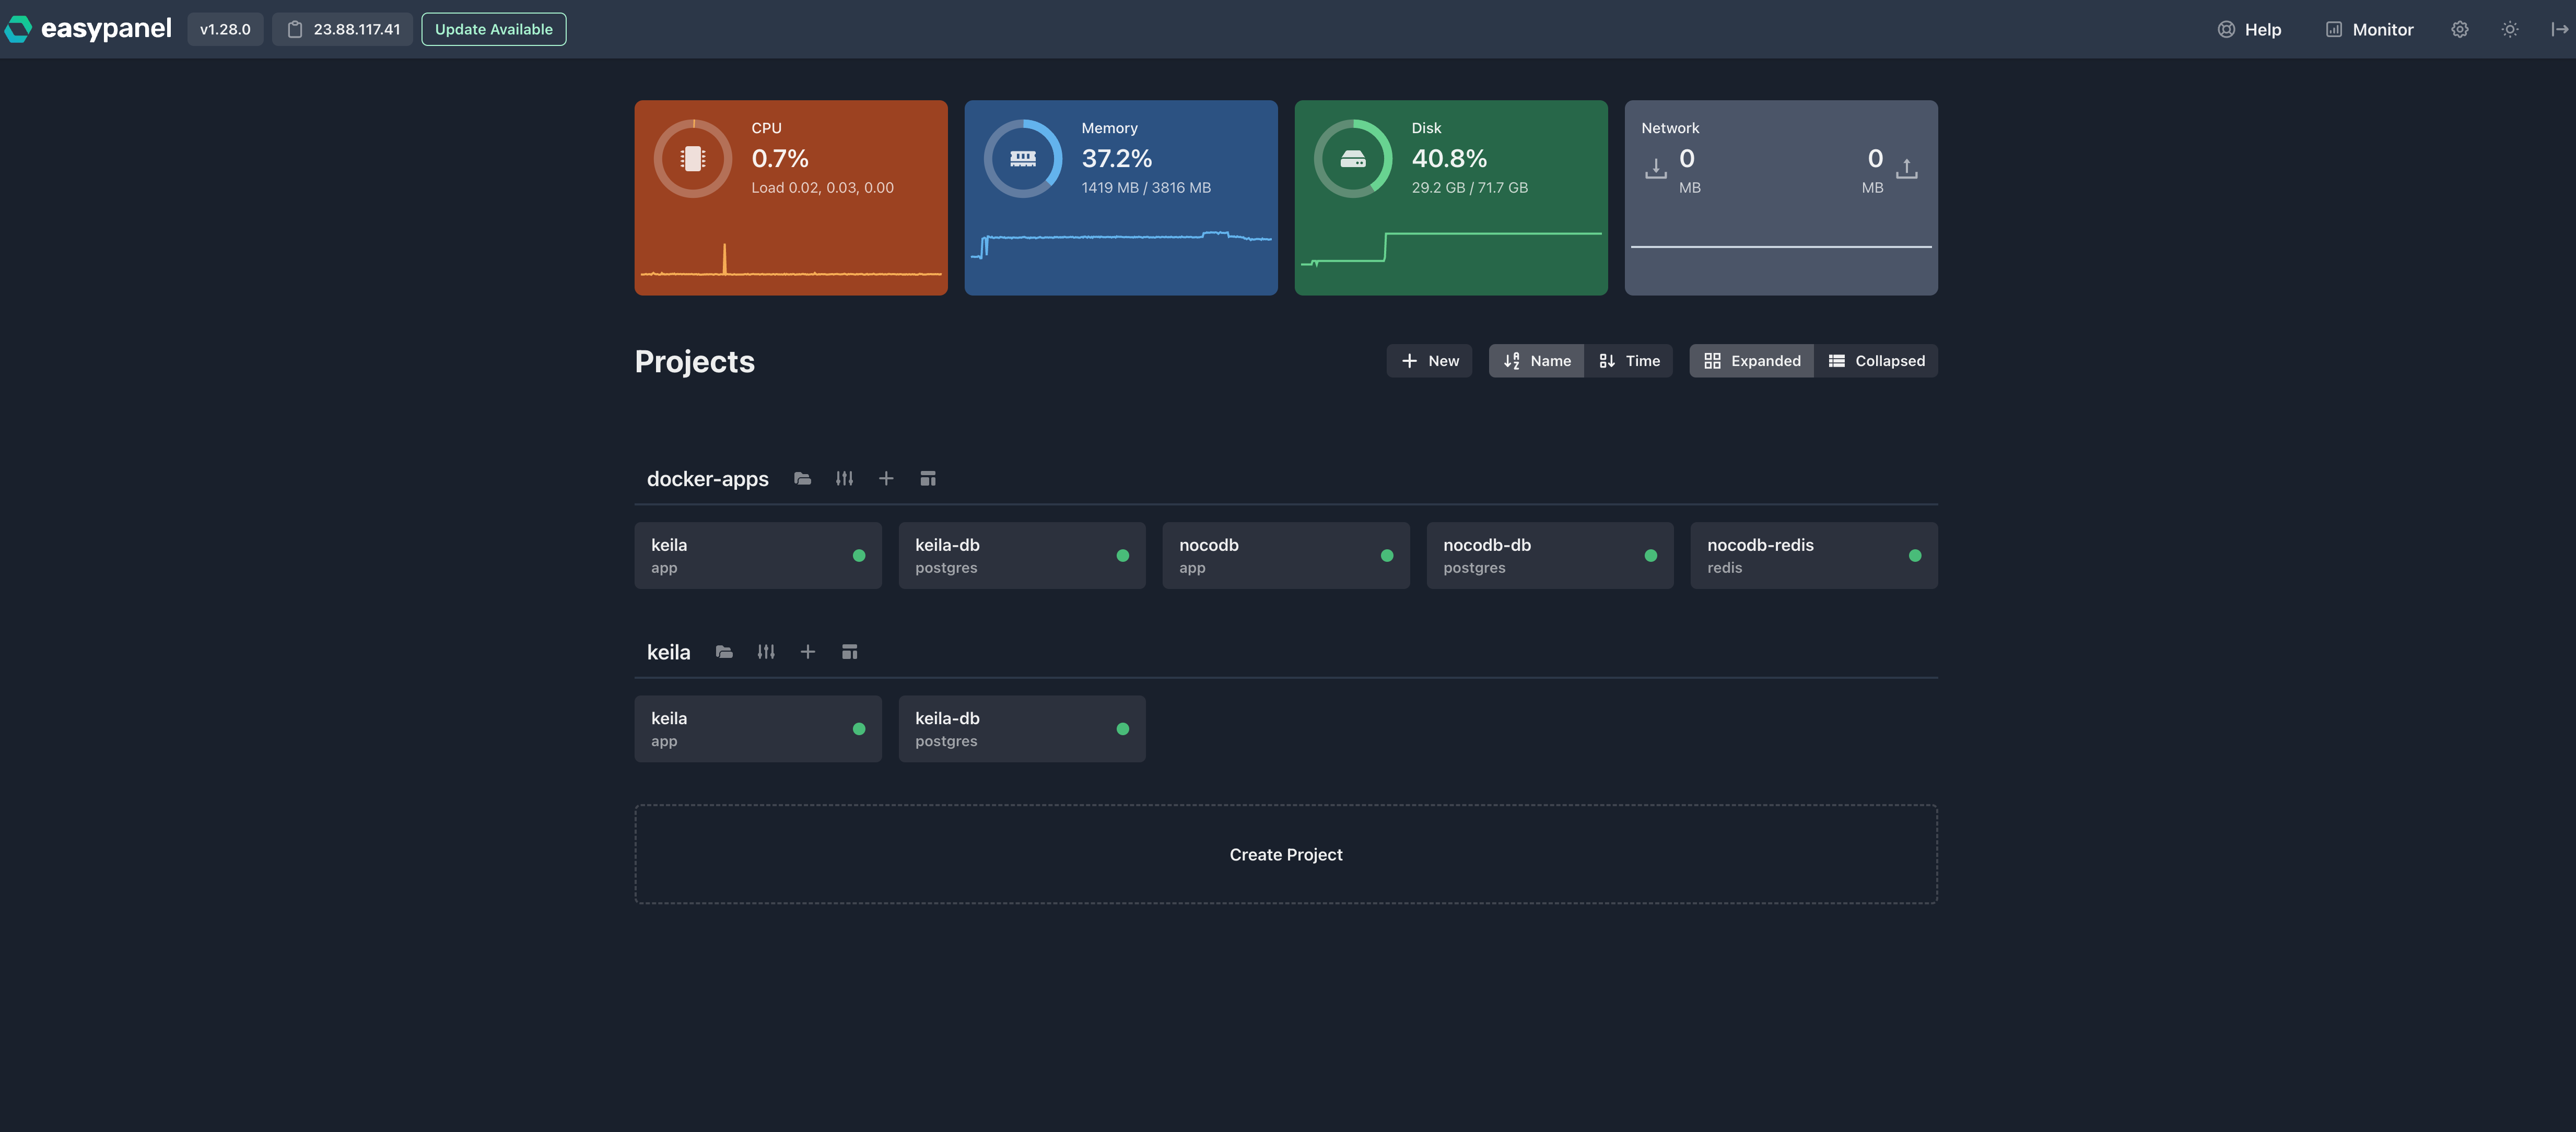 easypanel
v1.28.0
23.88.117.41
Update Available
Help
Monitor
CPU
0.7%
Load 0.02, 0.03, 0.00
Memory
37.2%
1419 MB / 3816 MB
Disk
40.8%
29.2 GB / 71.7 GB
Network
0
MB
0
MB
Projects
New
Name
Time
Expanded
Collapsed
docker-apps
keila
app
keila-db
postgres
nocodb
app
nocodb-db
postgres
nocodb-redis
redis
keila
keila
app
keila-db
postgres
Create Project